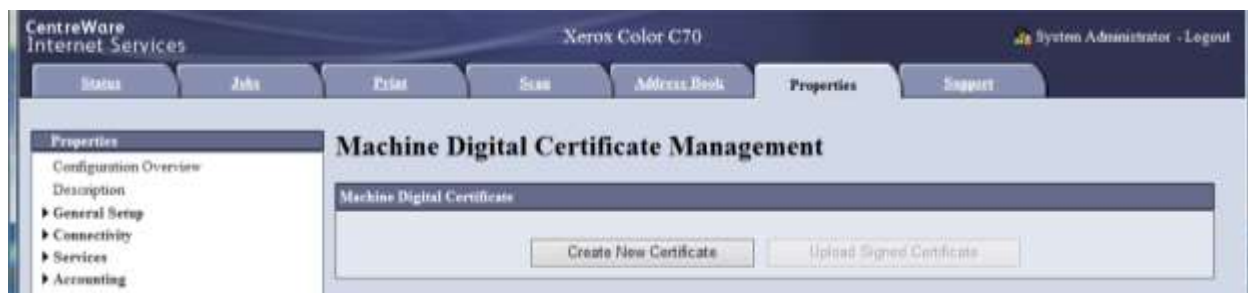 CentreWare
Internet Services
Xerox Color C70
System Administrator - Logout
Status
Jobs
Print
Scan
Address Book
Properties
Support
Properties
Configuration Overview
Description
General Setup
Connectivity
Services
Accounting
Machine Digital Certificate Management
Machine Digital Certificate
Create New Certificate
Upload Signed Certificate